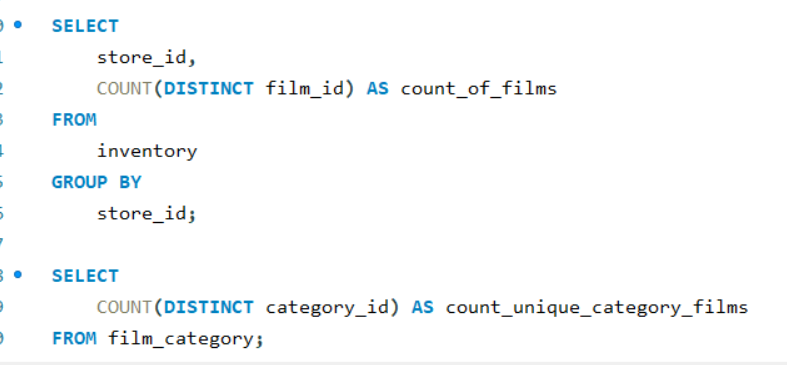 SELECT
store_id,
COUNT(DISTINCT film_id) AS count_of_films
FROM
inventory
GROUP BY
store_id;
SELECT
COUNT(DISTINCT category_id) AS count_unique_category_films
FROM film_category;